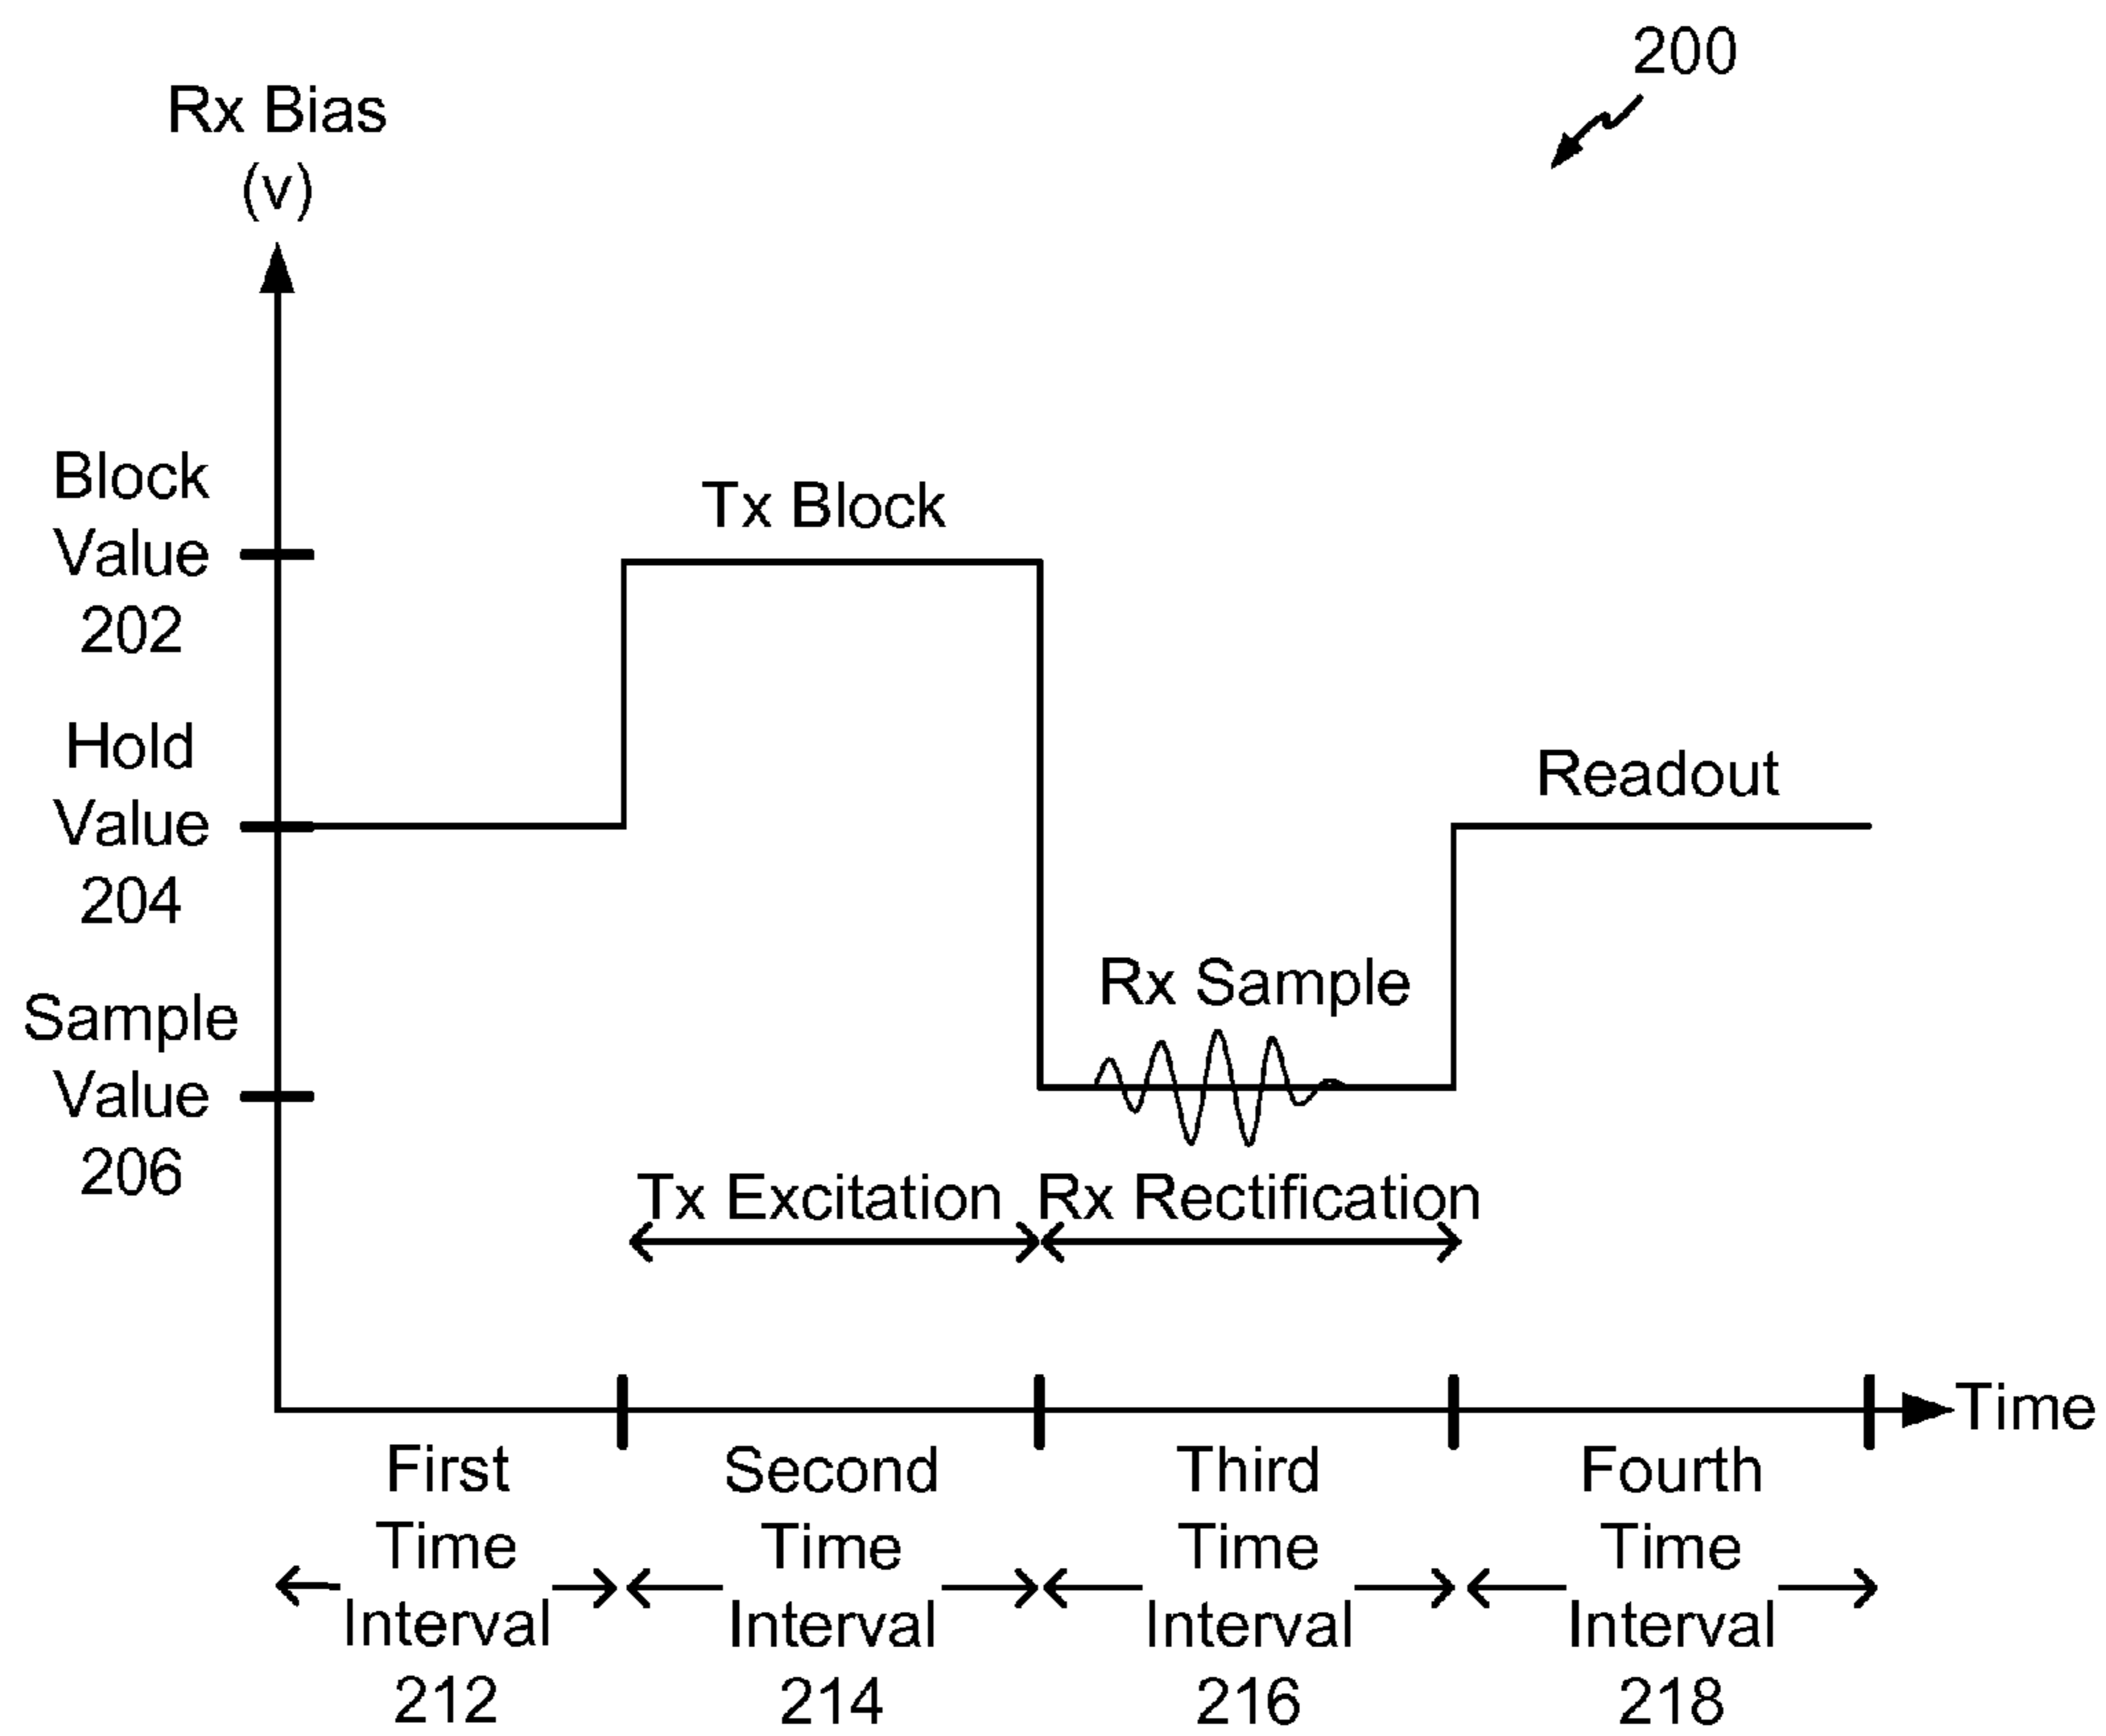 200
Rx Bias
(v)
Block
Value
202
Tx Block
Hold
Value
204
Readout
Sample
Value
206
Rx Sample
Tx Excitation
Rx Rectification
Time
First
Time
Interval
212
Second
Time
Interval
214
Third
Time
Interval
216
Fourth
Time
Interval
218